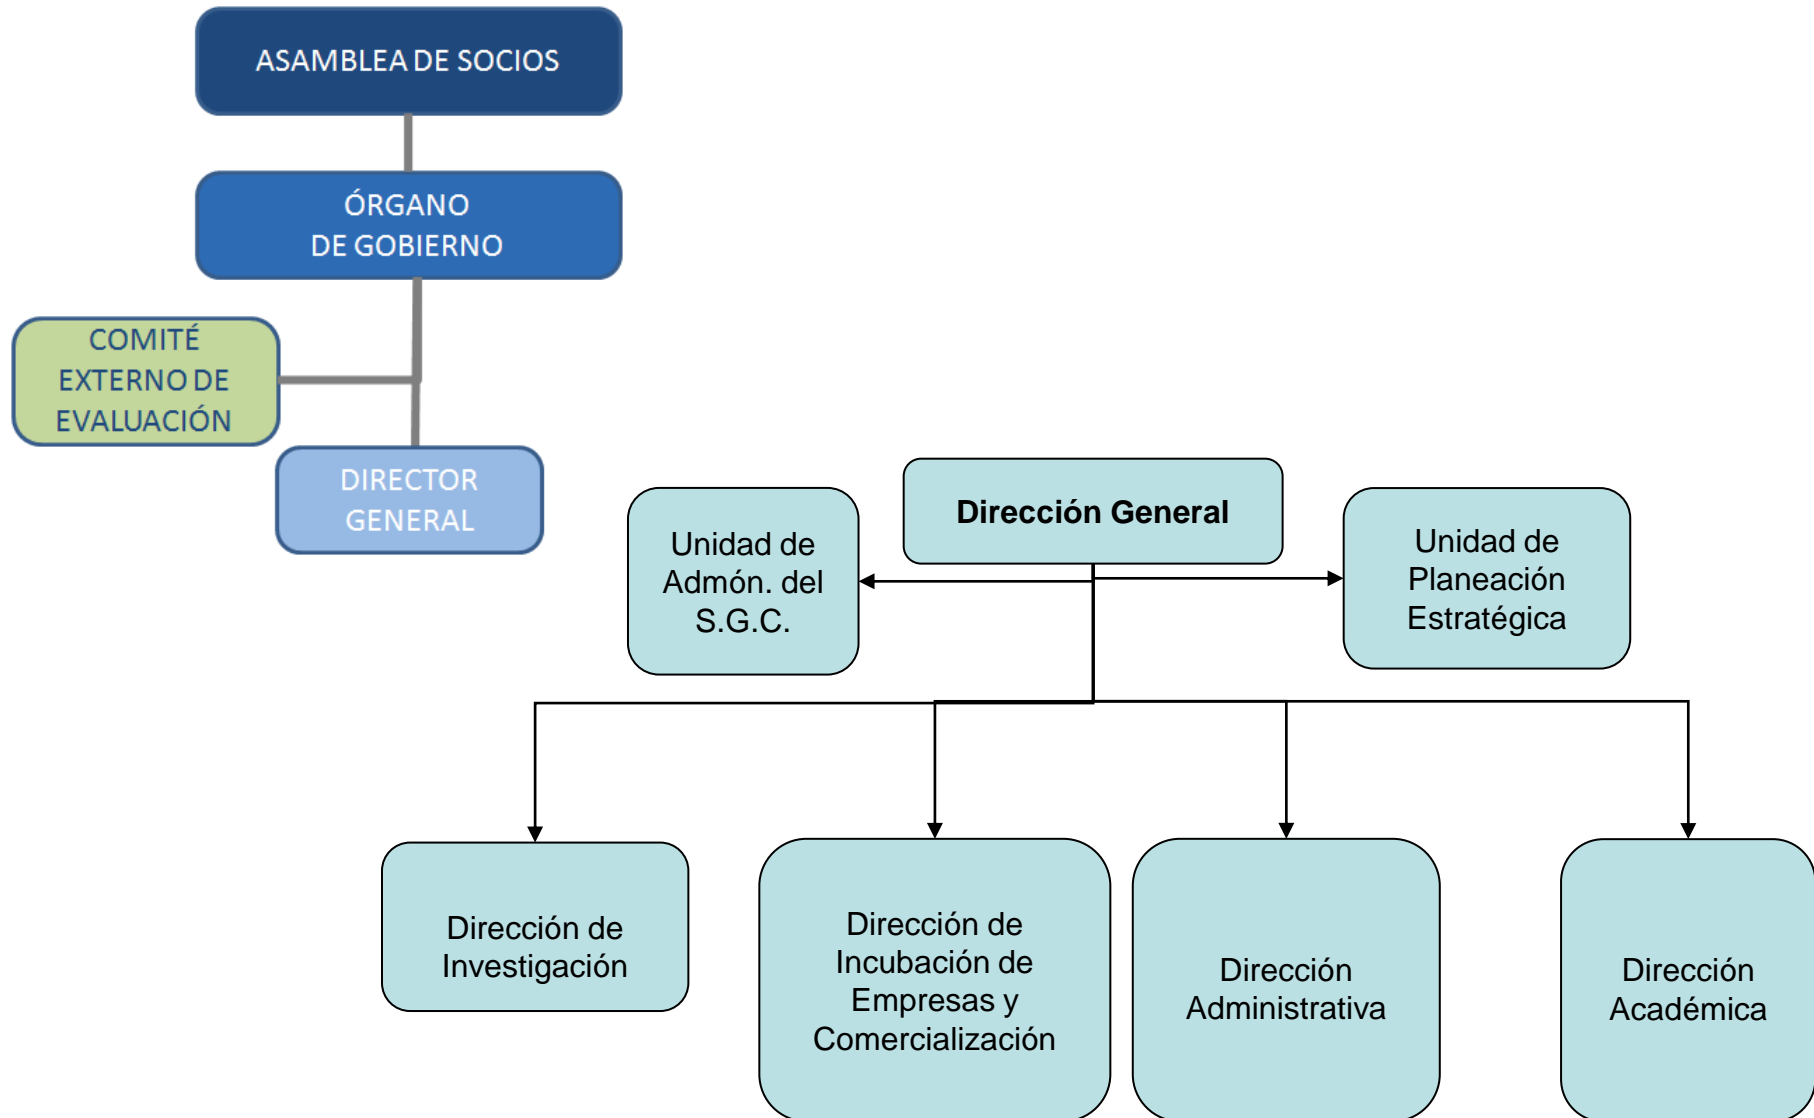 ASAMBLEA DE SOCIOS
ÓRGANO
DE GOBIERNO
COMITÉ
EXTERNO DE
EVALUACIÓN
DIRECTOR
GENERAL
Dirección General
Unidad de
Admón. del
S.G.C.
Unidad de
Planeación
Estratégica
Dirección de
Investigación
Dirección de
Incubación de
Empresas y
Comercialización
Dirección
Administrativa
Dirección
Académica